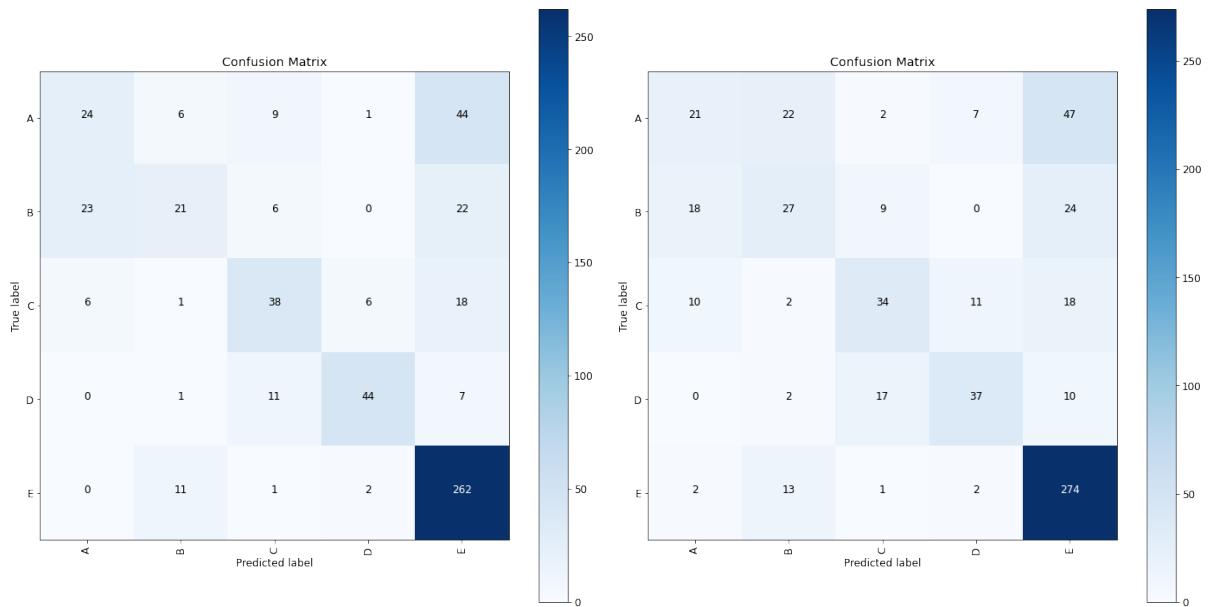 Confusion Matrix
A 24 6 9 1 44
B 23 21 6 0 22
C 6 1 38 6 18
D 0 1 11 44 7
E 0 11 1 2 262
A B C D E
True label
Predicted label
250
200
150
100
50
0
Confusion Matrix
A 21 22 2 7 47
B 18 27 9 0 24
C 10 2 34 11 18
D 0 2 17 37 10
E 2 13 1 2 274
A B C D E
True label
Predicted label
250
200
150
100
50
0